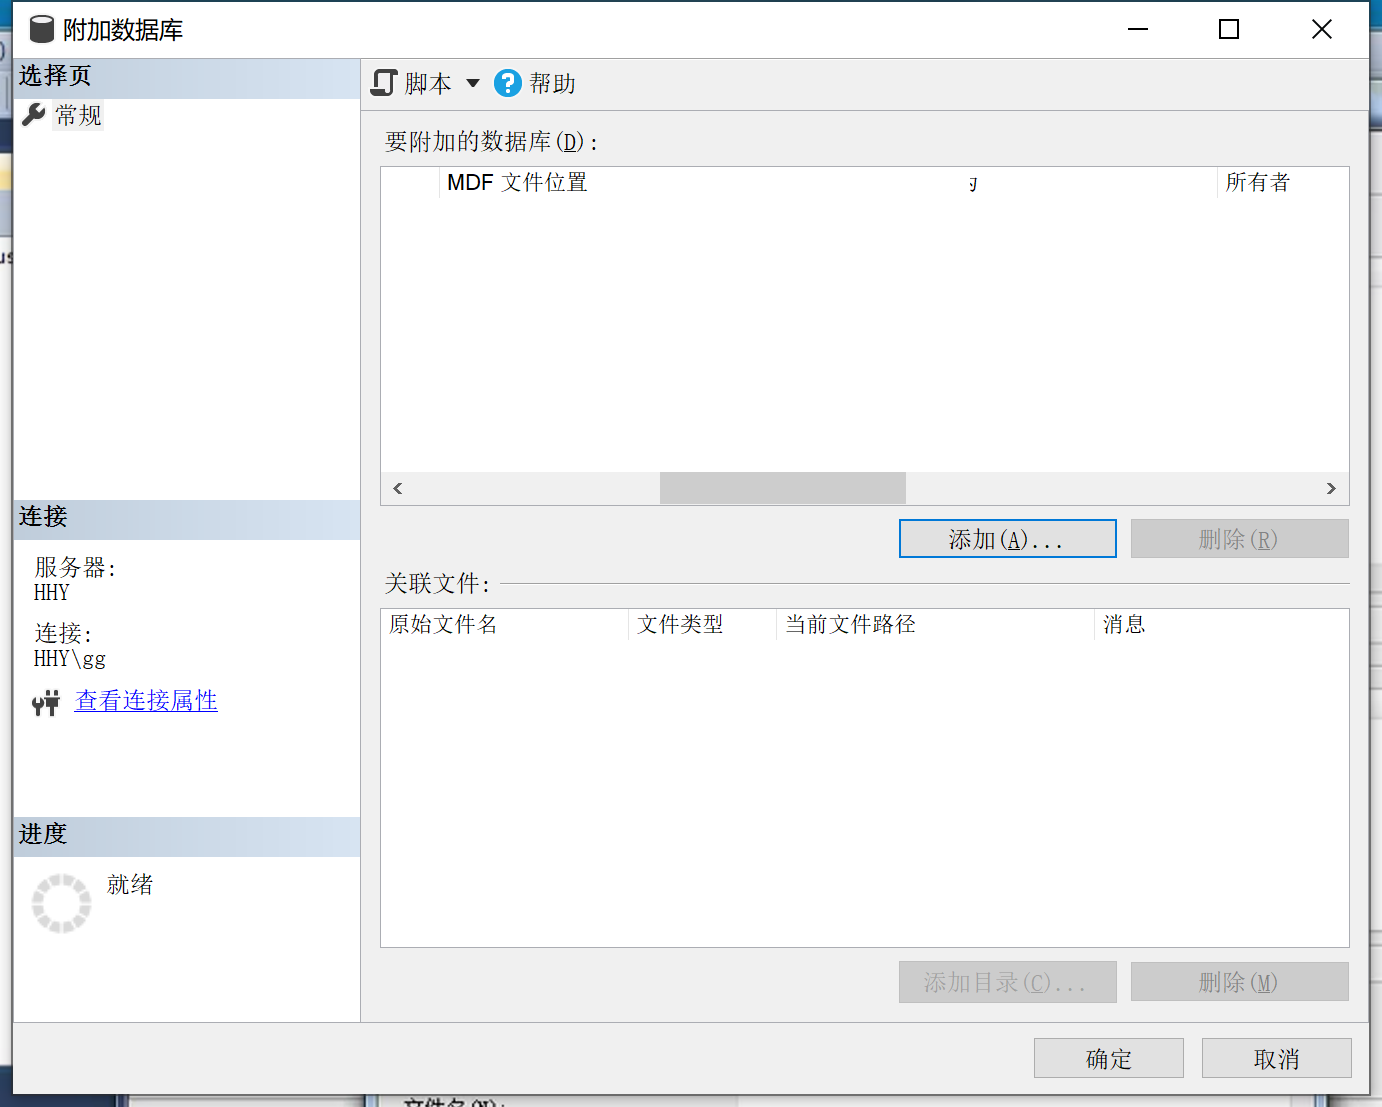 附加数据库
选择页
常规
脚本 帮助
要附加的数据库(D):
MDF 文件位置 所有者
添加(A)... 删除(R)
关联文件:
原始文件名 文件类型 当前文件路径 消息
添加目录(C)... 删除(M)
连接
服务器:
HHY
连接:
HHY\gg
查看连接属性
进度
就绪
确定 取消